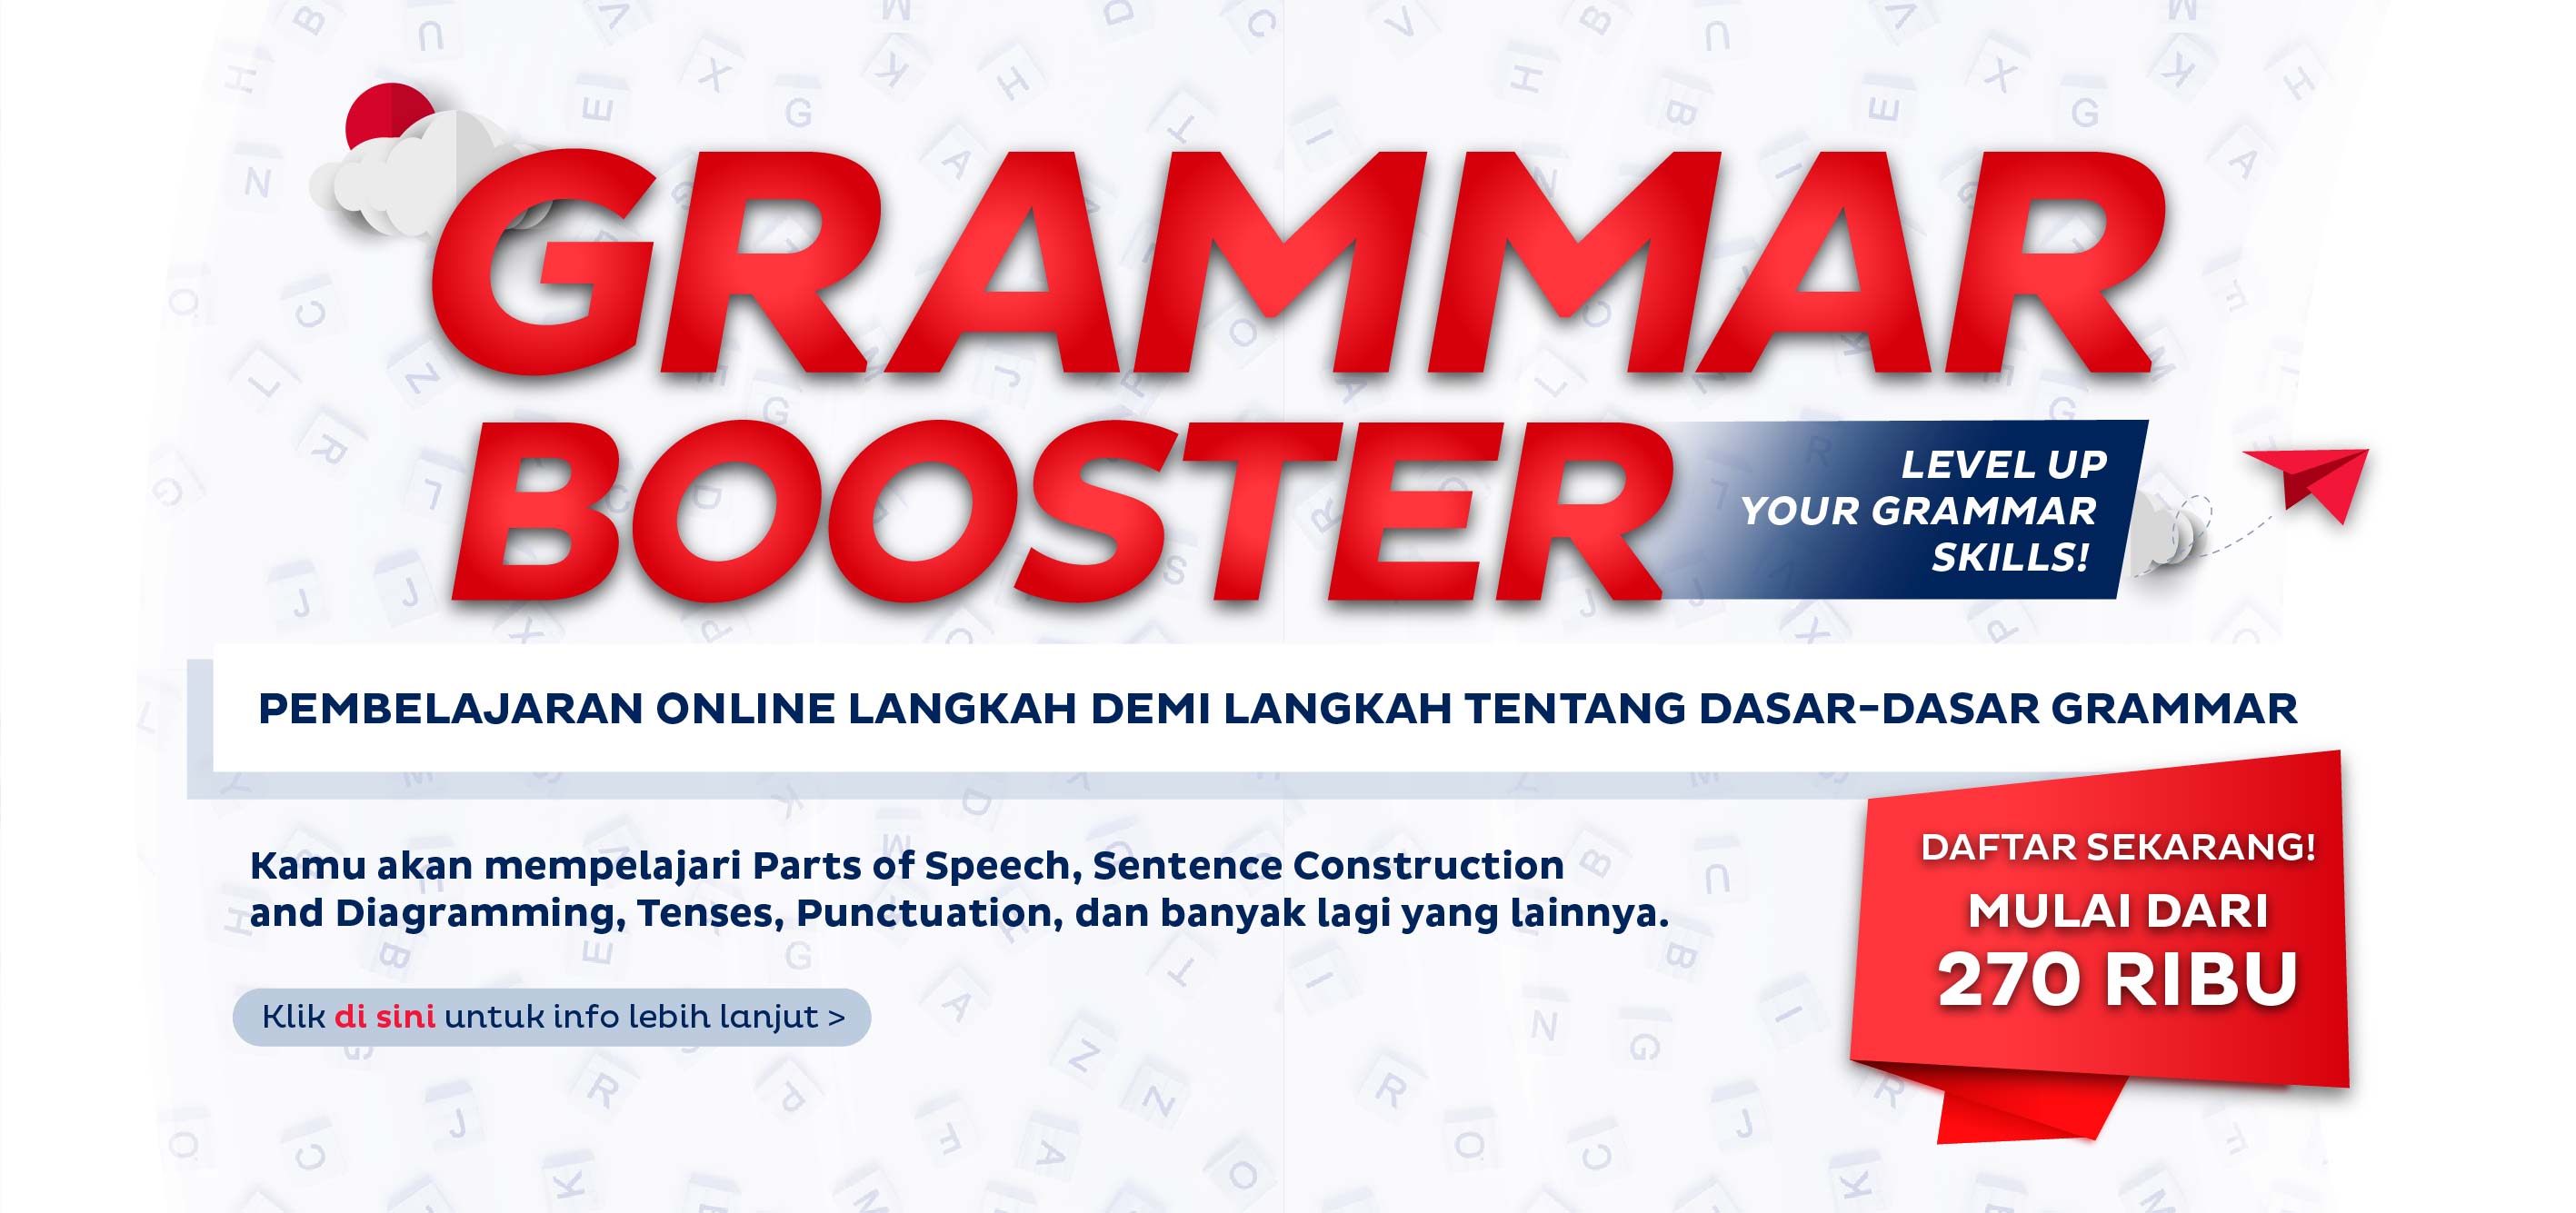 GRAMMAR
BOOSTER
LEVEL UP
YOUR GRAMMAR
SKILLS!
PEMBELAJARAN ONLINE LANGKAH DEMI LANGKAH TENTANG DASAR-DASAR GRAMMAR
Kamu akan mempelajari Parts of Speech, Sentence Construction
and Diagramming, Tenses, Punctuation, dan banyak lagi yang lainnya.
Klik di sini untuk info lebih lanjut >
DAFTAR SEKARANG!
MULAI DARI
270 RIBU